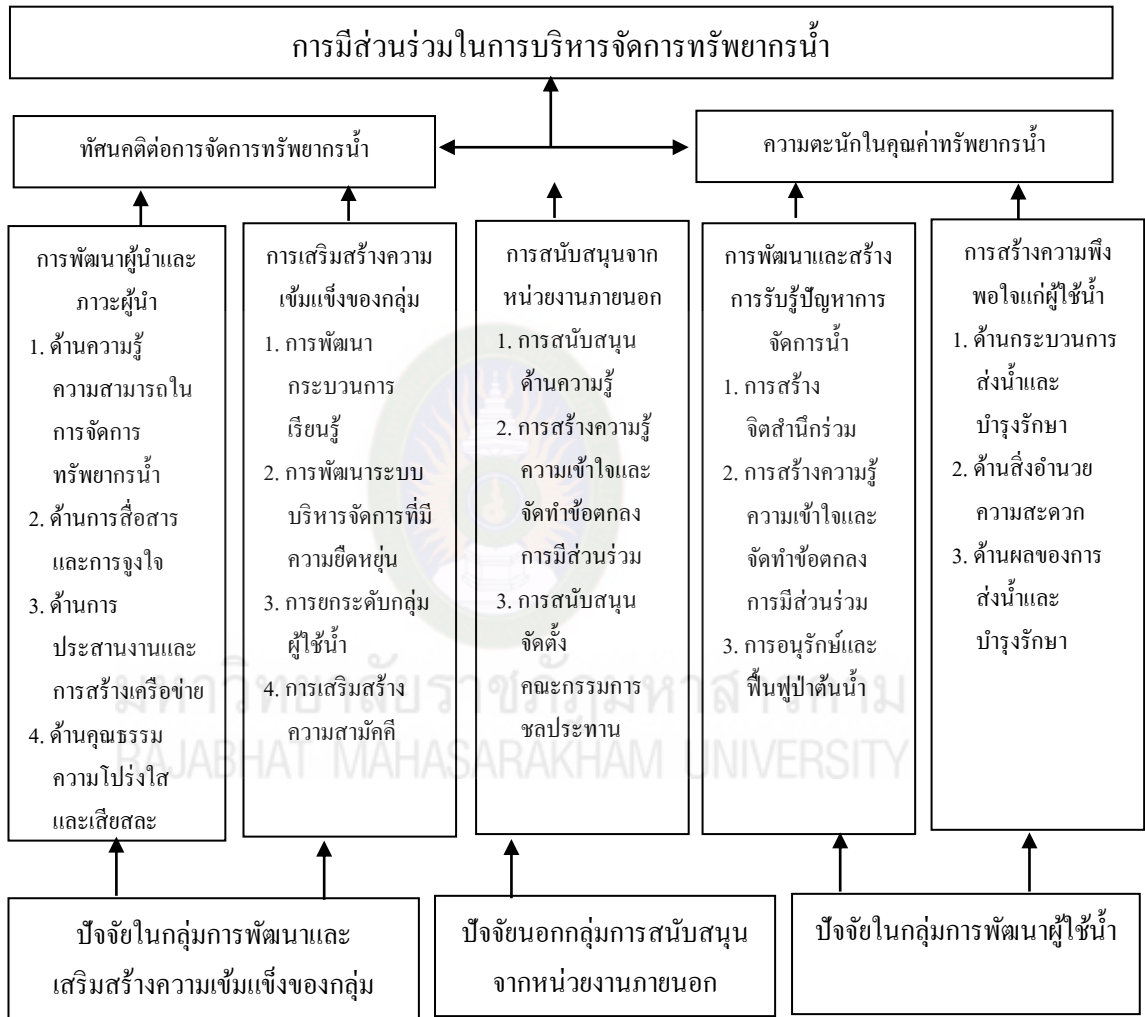 การมีส่วนร่วมในการบริหารจัดการทรัพยากรน้ำ
ทัศนคติต่อการจัดการทรัพยากรน้ำ
ความตะนักในคุณค่าทรัพยากรน้ำ
การพัฒนาผู้นำและ
ภาวะผู้นำ
1. ด้านความรู้
ความสามารถใน
การจัดการ
ทรัพยากรน้ำ
2. ด้านการสื่อสาร
และการจูงใจ
3. ด้านการ
ประสานงานและ
การสร้างเครือข่าย
4. ด้านคุณธรรม
ความโปร่งใส
และเสียสละ
การเสริมสร้างความ
เข้มแข็งของกลุ่ม
1. การพัฒนา
กระบวนการ
เรียนรู้
2. การพัฒนาระบบ
บริหารจัดการที่มี
ความยืดหยุ่น
3. การยกระดับกลุ่ม
ผู้ใช้น้ำ
4. การเสริมสร้าง
ความสามัคคี
การสนับสนุนจาก
หน่วยงานภายนอก
1. การสนับสนุน
ด้านความรู้
2. การสร้างความรู้
ความเข้าใจและ
จัดทำข้อตกลง
การมีส่วนร่วม
3. การสนับสนุน
จัดตั้ง
คณะกรรมการ
ชลประทาน
การพัฒนาและสร้าง
การรับรู้ปัญหาการ
จัดการน้ำ
1. การสร้าง
จิตสำนึกร่วม
2. การสร้างความรู้
ความเข้าใจและ
จัดทำข้อตกลง
การมีส่วนร่วม
3. การอนุรักษ์และ
ฟื้นฟูป่าต้นน้ำ
การสร้างความพึง
พอใจแก่ผู้ใช้น้ำ
1. ด้านกระบวนการ
ส่งน้ำและ
บำรุงรักษา
2. ด้านสิ่งอำนวย
ความสะดวก
3. ด้านผลของการ
ส่งน้ำและ
บำรุงรักษา
มหาวิทยาลัยราชภัฏมหาสารคาม
RAJABHAT MAHASARAKHAM UNIVERSITY
ปัจจัยในกลุ่มการพัฒนาและ
เสริมสร้างความเข้มแข็งของกลุ่ม
ปัจจัยนอกกลุ่มการสนับสนุน
จากหน่วยงานภายนอก
ปัจจัยในกลุ่มการพัฒนาผู้ใช้น้ำ